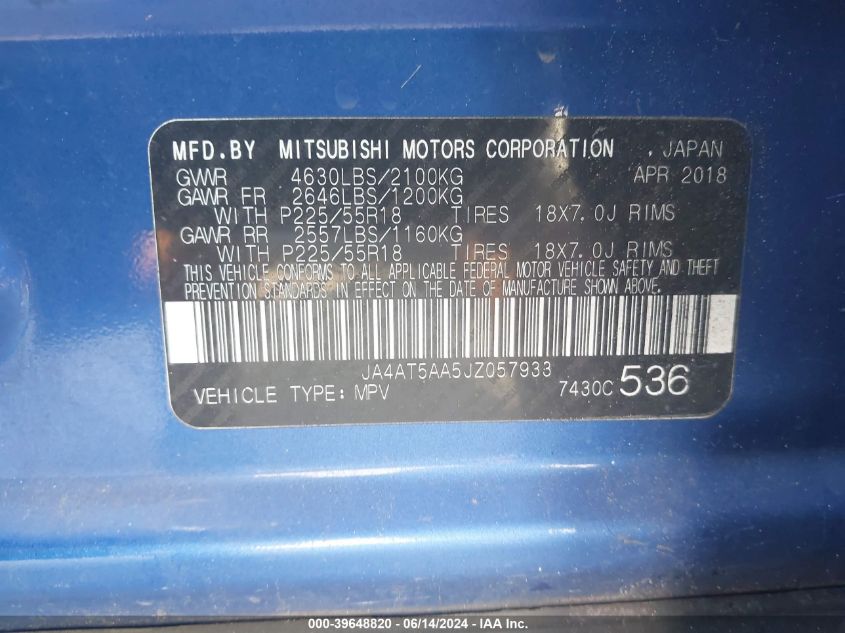 MFD.BY MITSUBISHI MOTORS CORPORATION . JAPAN
GVWR 4630LBS/2100KG APR 2018
GAWR FR 2646LBS/1200KG
WITH P225/55R18 TIRES 18X7.0J RIMS
GAWR RR 2557LBS/1160KG
WITH P225/55R18 TIRES 18X7.0J RIMS
THIS VEHICLE CONFORMS TO ALL APPLICABLE FEDERAL MOTOR VEHICLE SAFETY AND THEFT
PREVENTION STANDARDS IN EFFECT ON THE DATE OF MANUFACTURE SHOWN ABOVE.
JA4AT5AA5JZ057933
VEHICLE TYPE: MPV 7430C 536
000-39648820 - 06/14/2024 - IAA Inc.